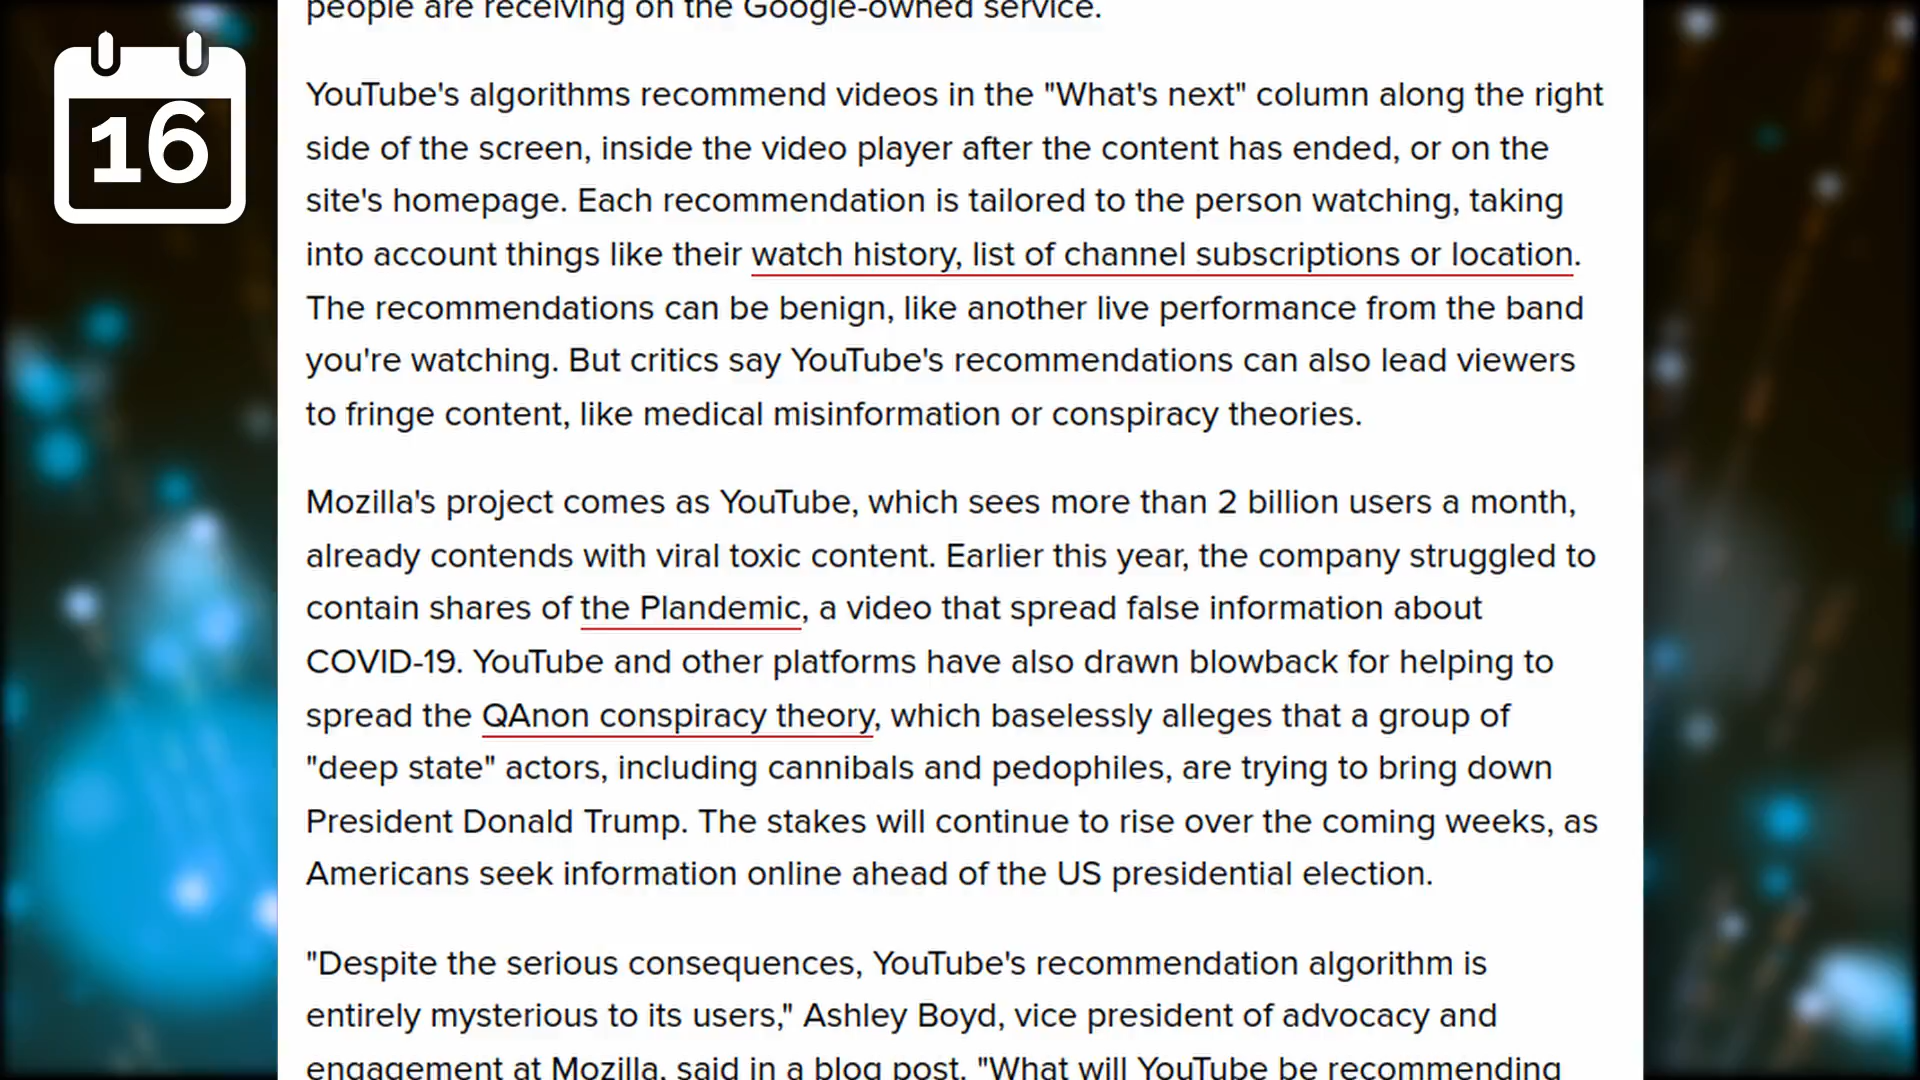 people are receiving on the Google-owned service.
16
YouTube's algorithms recommend videos in the "What's next" column along the right
side of the screen, inside the video player after the content has ended, or on the
site's homepage. Each recommendation is tailored to the person watching, taking
into account things like their watch history, list of channel subscriptions or location.
The recommendations can be benign, like another live performance from the band
you're watching. But critics say YouTube's recommendations can also lead viewers
to fringe content, like medical misinformation or conspiracy theories.
Mozilla's project comes as YouTube, which sees more than 2 billion users a month,
already contends with viral toxic content. Earlier this year, the company struggled to
contain shares of the Plandemic, a video that spread false information about
COVID-19. YouTube and other platforms have also drawn blowback for helping to
spread the QAnon conspiracy theory, which baselessly alleges that a group of
"deep state" actors, including cannibals and pedophiles, are trying to bring down
President Donald Trump. The stakes will continue to rise over the coming weeks, as
Americans seek information online ahead of the US presidential election.
"Despite the serious consequences, YouTube's recommendation algorithm is
entirely mysterious to its users," Ashley Boyd, vice president of advocacy and
engagement at Mozilla, said in a blog post. "What will YouTube be recommending